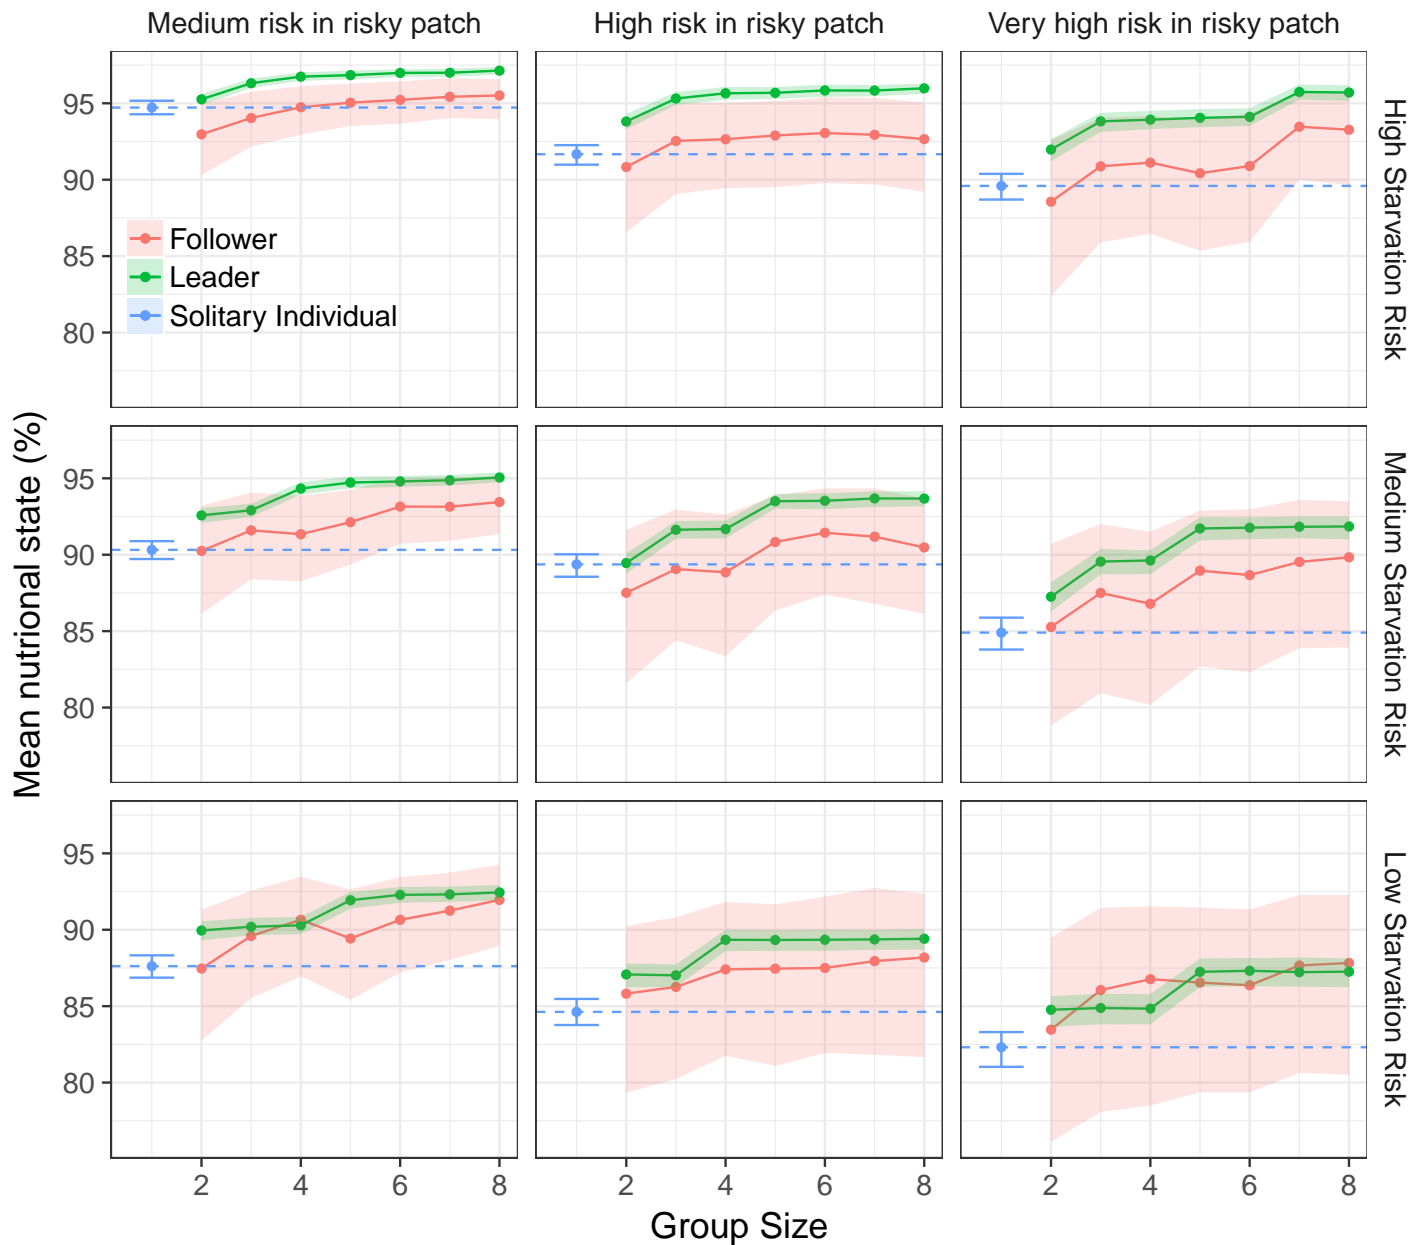 Medium risk in risky patch
High risk in risky patch
Very high risk in risky patch
95
90
85
80
Follower
Leader
Solitary Individual
High Starvation Risk
Mean nutrional state (%)
95
90
85
80
Medium Starvation Risk
95
90
85
80
Low Starvation Risk
2 4 6 8
2 4 6 8
2 4 6 8
Group Size